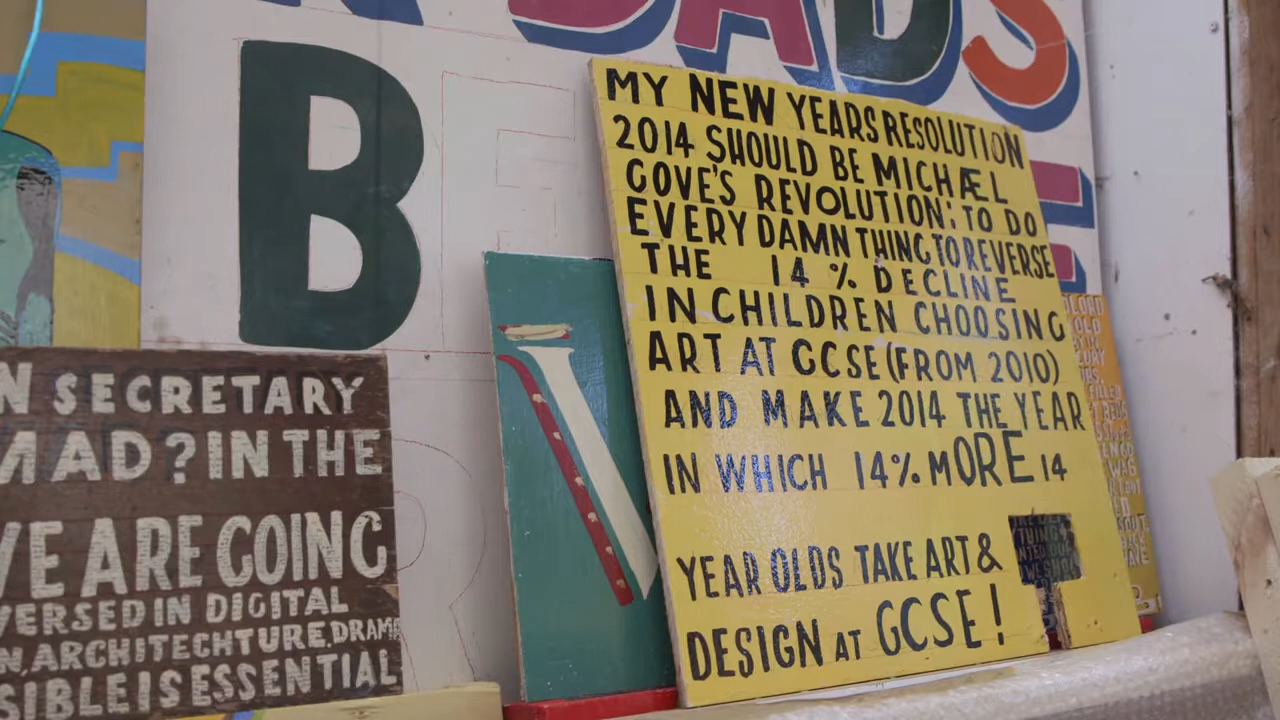 ADS
B
MY NEW YEARS RESOLUTION
2014 SHOULD BE MICHÆL
GOVE'S REVOLUTION; TO DO
EVERY DAMN THING TO REVERSE
THE 14 % DECLINE
IN CHILDREN CHOOSING
ART AT GCSE (FROM 2010)
AND MAKE 2014 THE YEAR
IN WHICH 14% MORE 14
YEAR OLDS TAKE ART &
DESIGN AT GCSE!
N SECRETARY
MAD? IN THE
VE ARE GOING
VERSED IN DIGITAL
N, ARCHITECHTURE, DRAMA
SIBLE IS ESSENTIAL